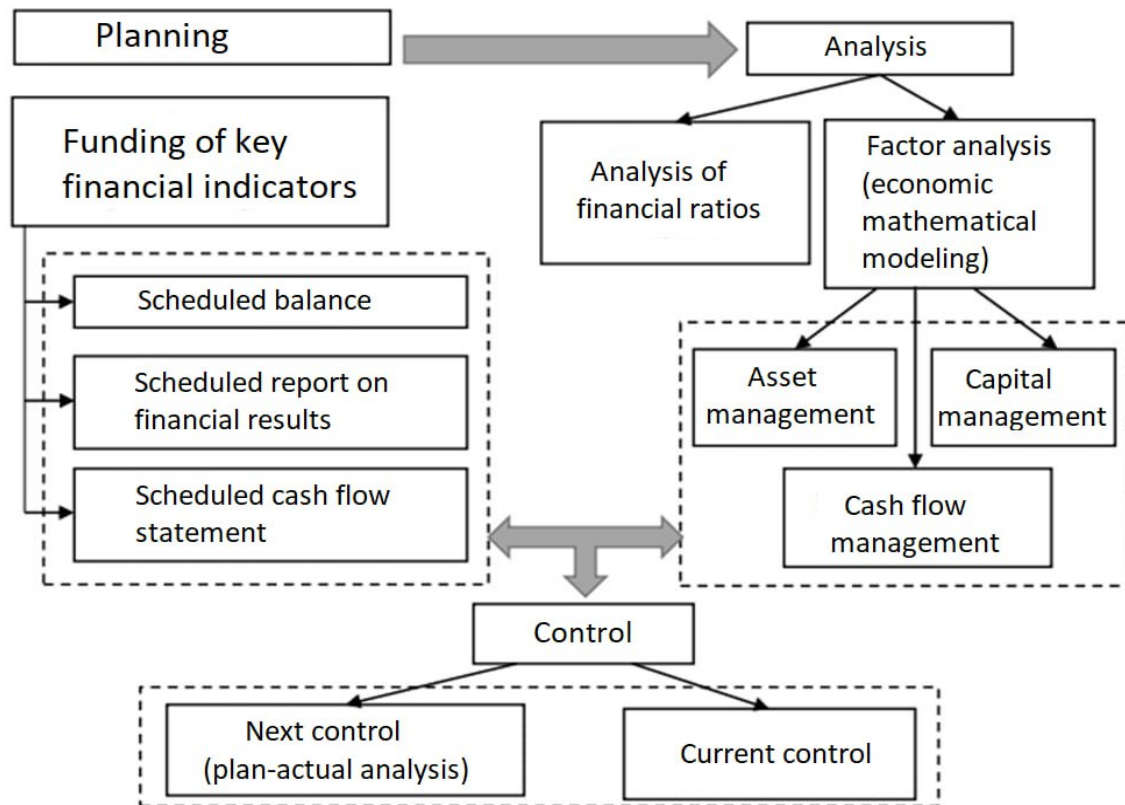 Planning
Analysis
Funding of key
financial indicators
Analysis of
financial ratios
Factor analysis
(economic
mathematical
modeling)
Scheduled balance
Scheduled report on
financial results
Scheduled cash flow
statement
Asset
management
Capital
management
Cash flow
management
Control
Next control
(plan-actual analysis)
Current control